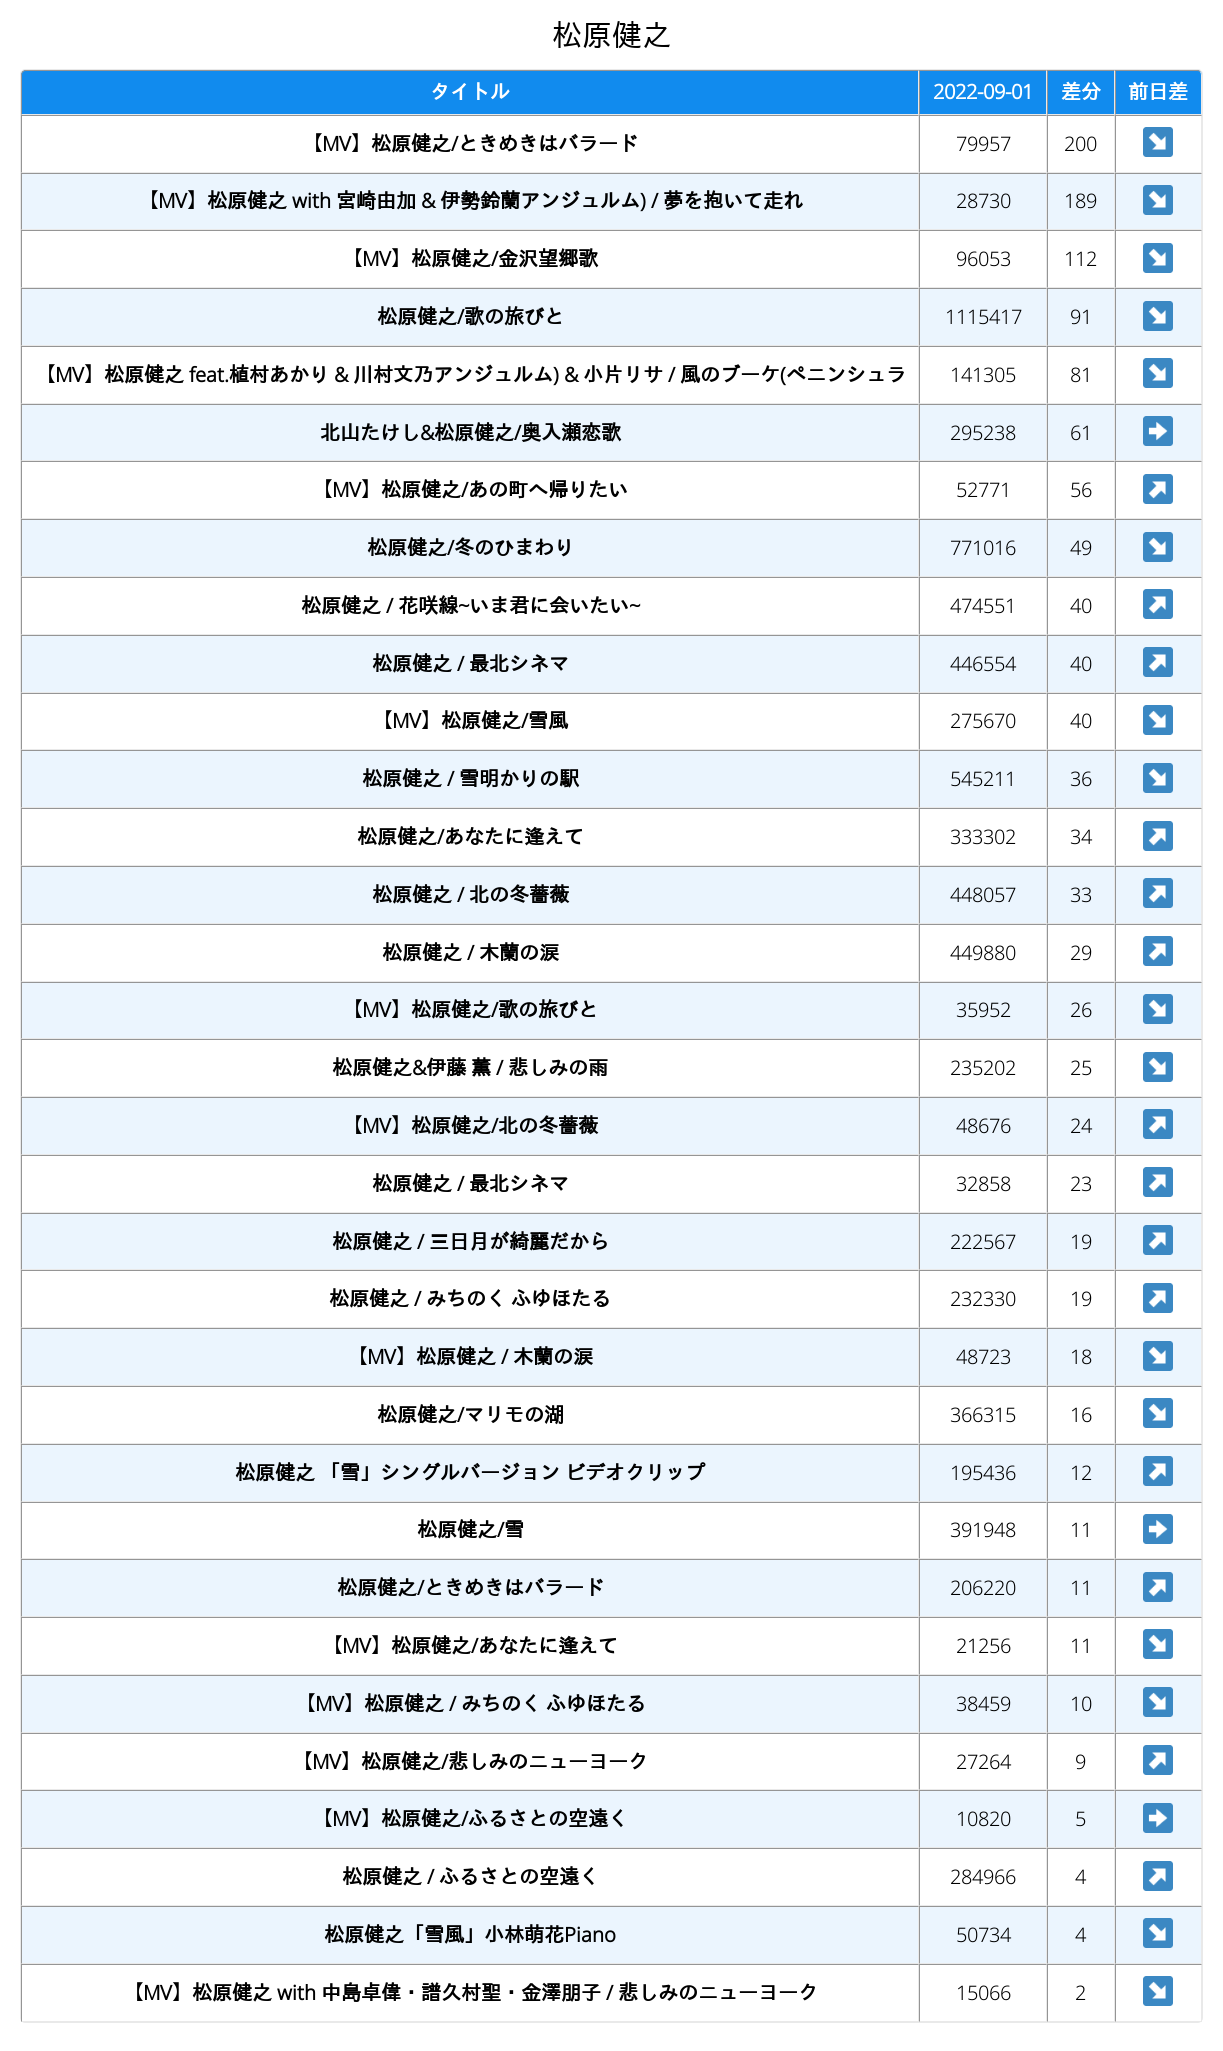 松原健之
タイトル 2022-09-01 差分 前日差
【MV】松原健之/ときめきはバラード 79957 200 ↘
【MV】松原健之 with 宮崎由加 & 伊勢鈴蘭アンジュルム) / 夢を抱いて走れ 28730 189 ↘
【MV】松原健之/金沢望郷歌 96053 112 ↘
松原健之/歌の旅びと 1115417 91 ↘
【MV】松原健之 feat.植村あかり & 川村文乃アンジュルム) & 小片リサ / 風のブーケ(ペニンシュラ 141305 81 ↘
北山たけし&松原健之/奥入瀬恋歌 295238 61 ➡
【MV】松原健之/あの町へ帰りたい 52771 56 ↗
松原健之/冬のひまわり 771016 49 ↘
松原健之 / 花咲線~いま君に会いたい~ 474551 40 ↗
松原健之 / 最北シネマ 446554 40 ↗
【MV】松原健之/雪風 275670 40 ↘
松原健之 / 雪明かりの駅 545211 36 ↘
松原健之/あなたに逢えて 333302 34 ↗
松原健之 / 北の冬薔薇 448057 33 ↗
松原健之 / 木蘭の涙 449880 29 ↗
【MV】松原健之/歌の旅びと 35952 26 ↘
松原健之&伊藤 薫 / 悲しみの雨 235202 25 ↘
【MV】松原健之/北の冬薔薇 48676 24 ↗
松原健之 / 最北シネマ 32858 23 ↗
松原健之 / 三日月が綺麗だから 222567 19 ↗
松原健之 / みちのく ふゆほたる 232330 19 ↗
【MV】松原健之 / 木蘭の涙 48723 18 ↘
松原健之/マリモの湖 366315 16 ↘
松原健之 「雪」シングルバージョン ビデオクリップ 195436 12 ↗
松原健之/雪 391948 11 ➡
松原健之/ときめきはバラード 206220 11 ↗
【MV】松原健之/あなたに逢えて 21256 11 ↘
【MV】松原健之 / みちのく ふゆほたる 38459 10 ↘
【MV】松原健之/悲しみのニューヨーク 27264 9 ↗
【MV】松原健之/ふるさとの空遠く 10820 5 ➡
松原健之 / ふるさとの空遠く 284966 4 ↗
松原健之「雪風」小林萌花Piano 50734 4 ↘
【MV】松原健之 with 中島卓偉・譜久村聖・金澤朋子 / 悲しみのニューヨーク 15066 2 ↘